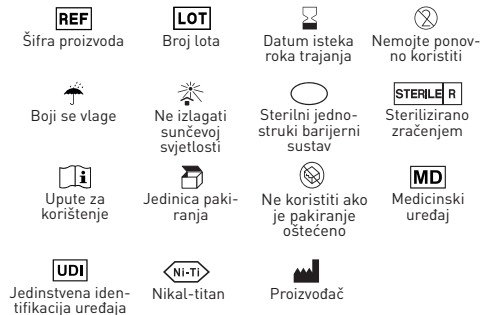 REF
LOT
2
Šifra proizvoda
Broj lota
Datum isteka
roka trajanja
Nemojte ponov-
no koristiti
STERILE R
Boji se vlage
Ne izlagati
sunčevoj
svjetlosti
Sterilni jedno-
struki barijerni
sustav
Sterilizirano
zračenjem
i
MD
Upute za
korištenje
Jedinica paki-
ranja
Ne koristiti ako
je pakiranje
oštećeno
Medicinski
uređaj
UDI
Ni-Ti
Jedinstvena iden-
tifikacija uređaja
Nikal-titan
Proizvođač